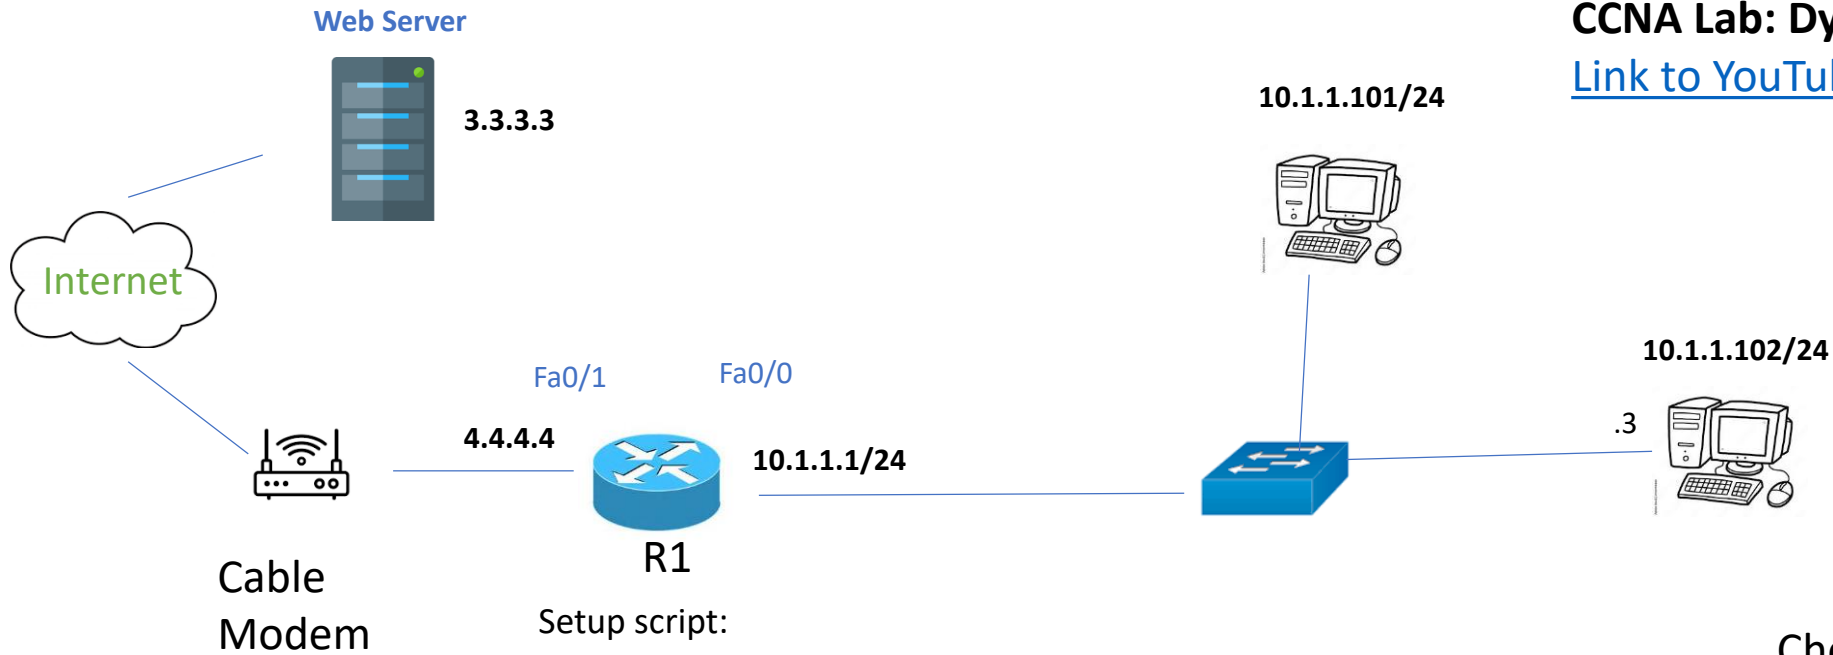 Web Server
CCNA Lab: Dy
Link to YouTul
3.3.3.3
10.1.1.101/24
Internet
10.1.1.102/24
Fa0/1
Fa0/0
.3
4.4.4.4
10.1.1.1/24
R1
Cable
Modem
Setup script:
Che